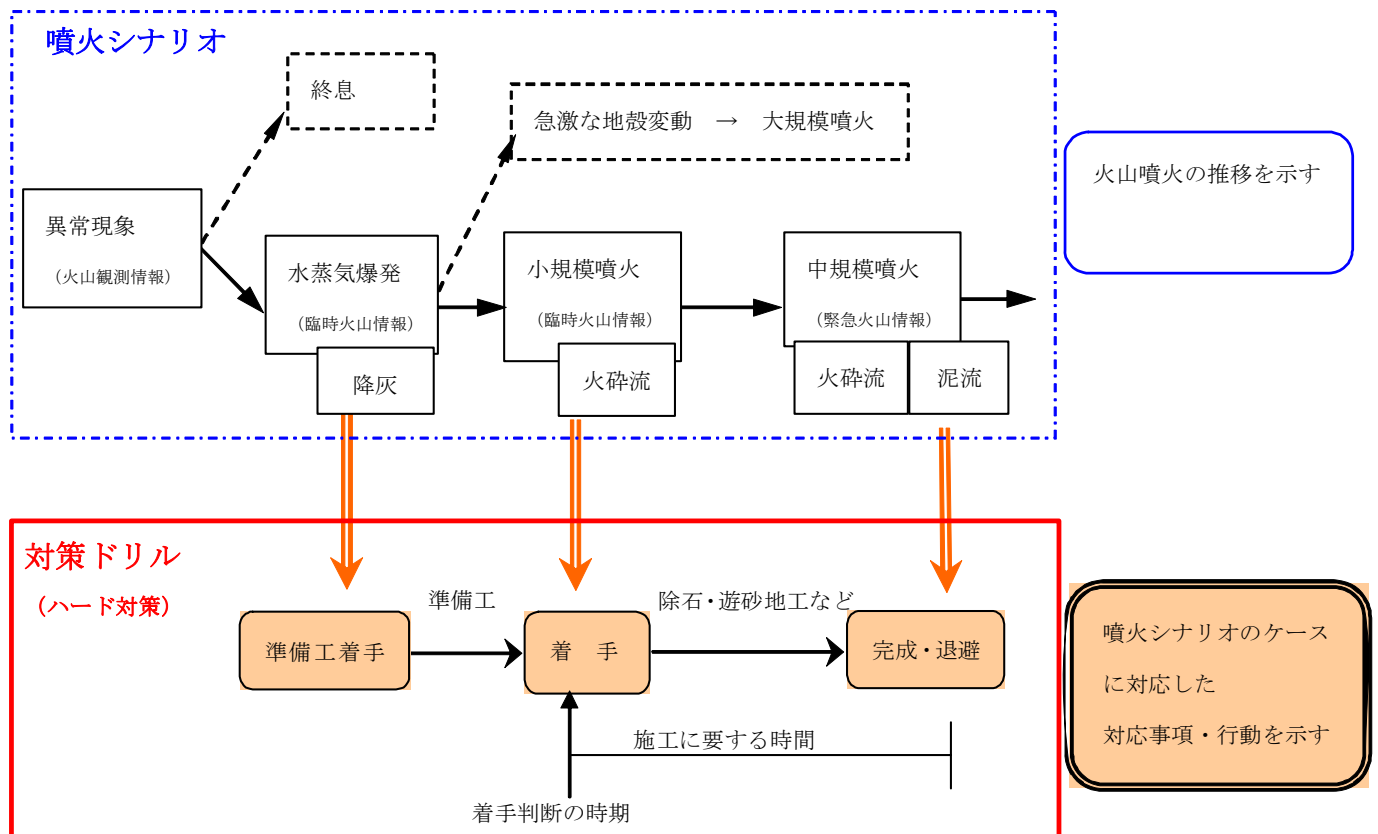 噴火シナリオ
終息
急激な地殻変動 → 大規模噴火
火山噴火の推移を示す
異常現象
(火山観測情報)
水蒸気爆発
(臨時火山情報)
降灰
小規模噴火
(臨時火山情報)
火砕流
中規模噴火
(緊急火山情報)
火砕流
泥流
対策ドリル
(ハード対策)
準備工着手
準備工
着 手
除石・遊砂地工など
完成・退避
施工に要する時間
着手判断の時期
噴火シナリオのケース
に対応した
対応事項・行動を示す